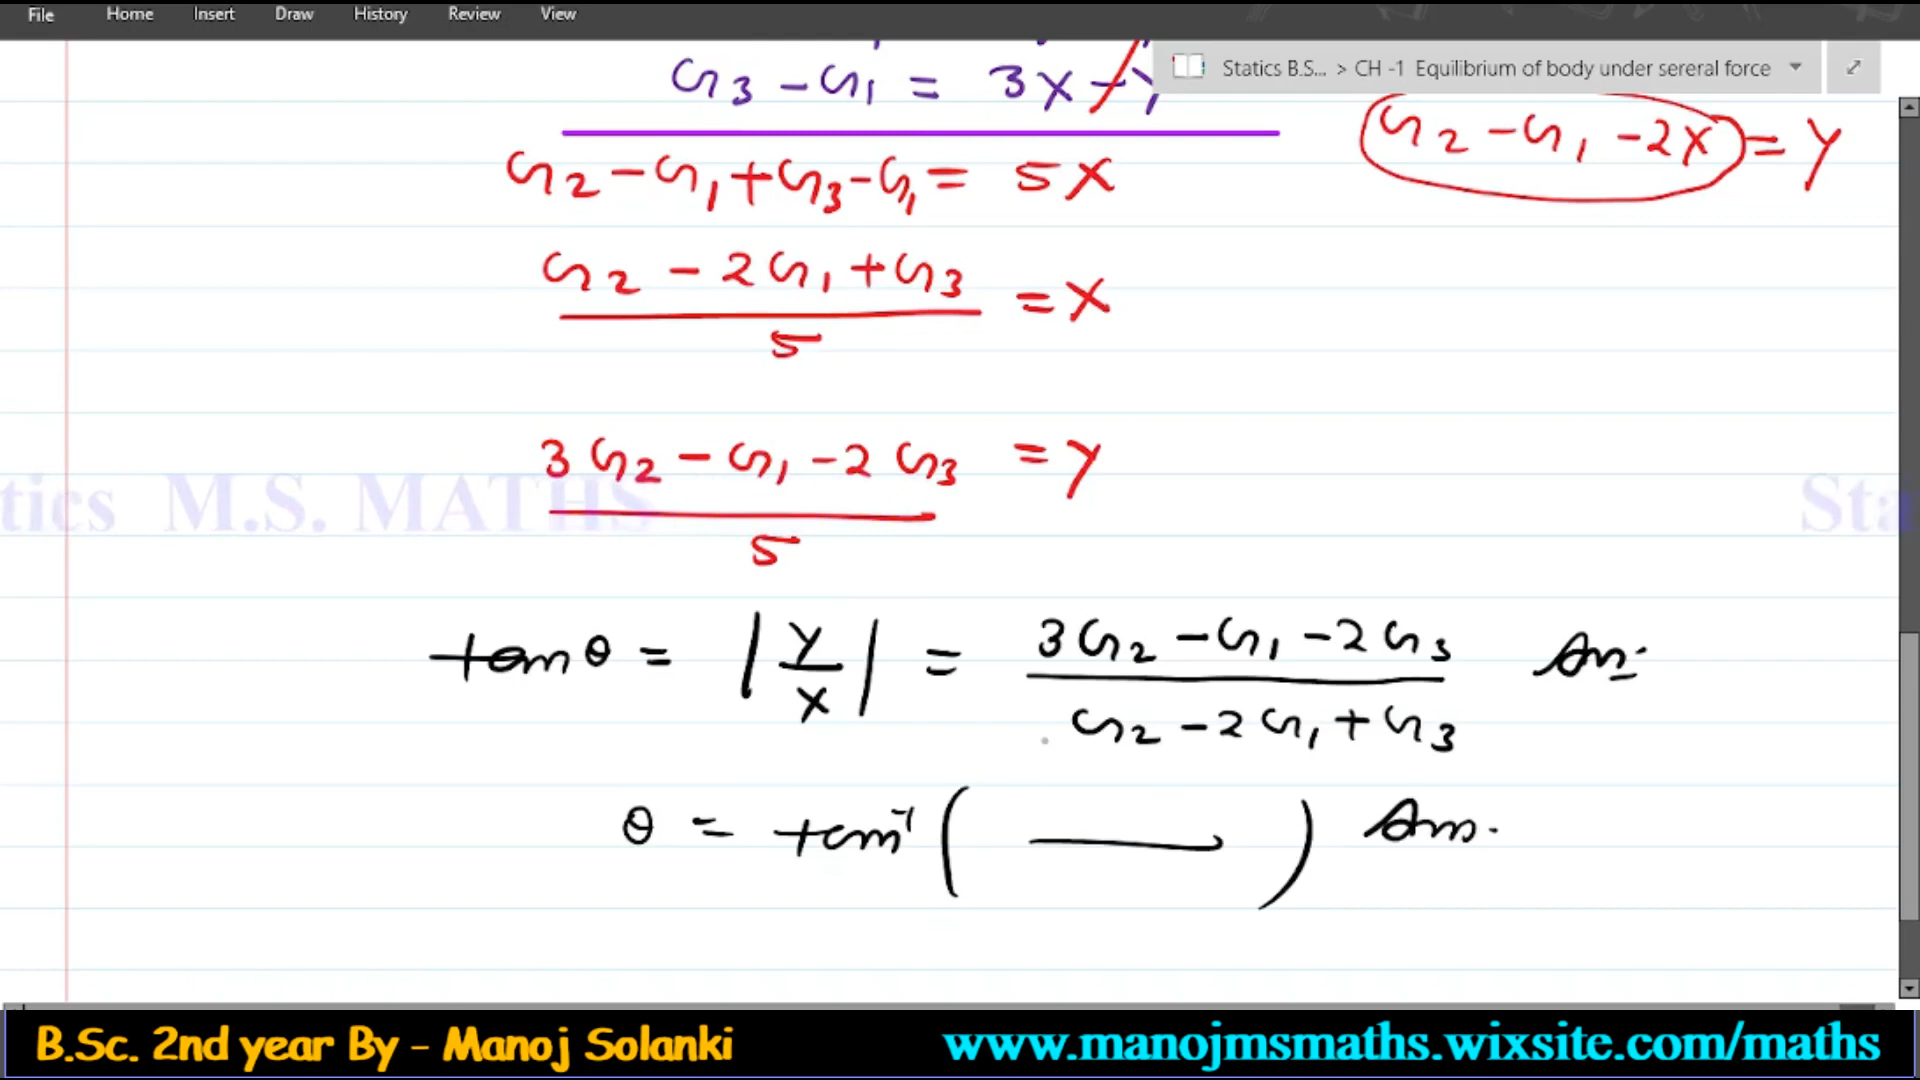 File Home Insert Draw History Review View
Statics B.S... > CH -1 Equilibrium of body under sereral force
G3 - G1 = 3X - Y
G2 - G1 - 2X = Y
G2 - G1 + G3 - G1 = 5X
G2 - 2G1 + G3
= X
5
3G2 - G1 - 2G3 = Y
5
tics M.S. MATHS Sta
tan θ = | Y/X | = 3G2 - G1 - 2G3 / G2 - 2G1 + G3 Ans
θ = tan-1 ( — ) Ans.
B.Sc. 2nd year By - Manoj Solanki www.manojmsmaths.wixsite.com/maths